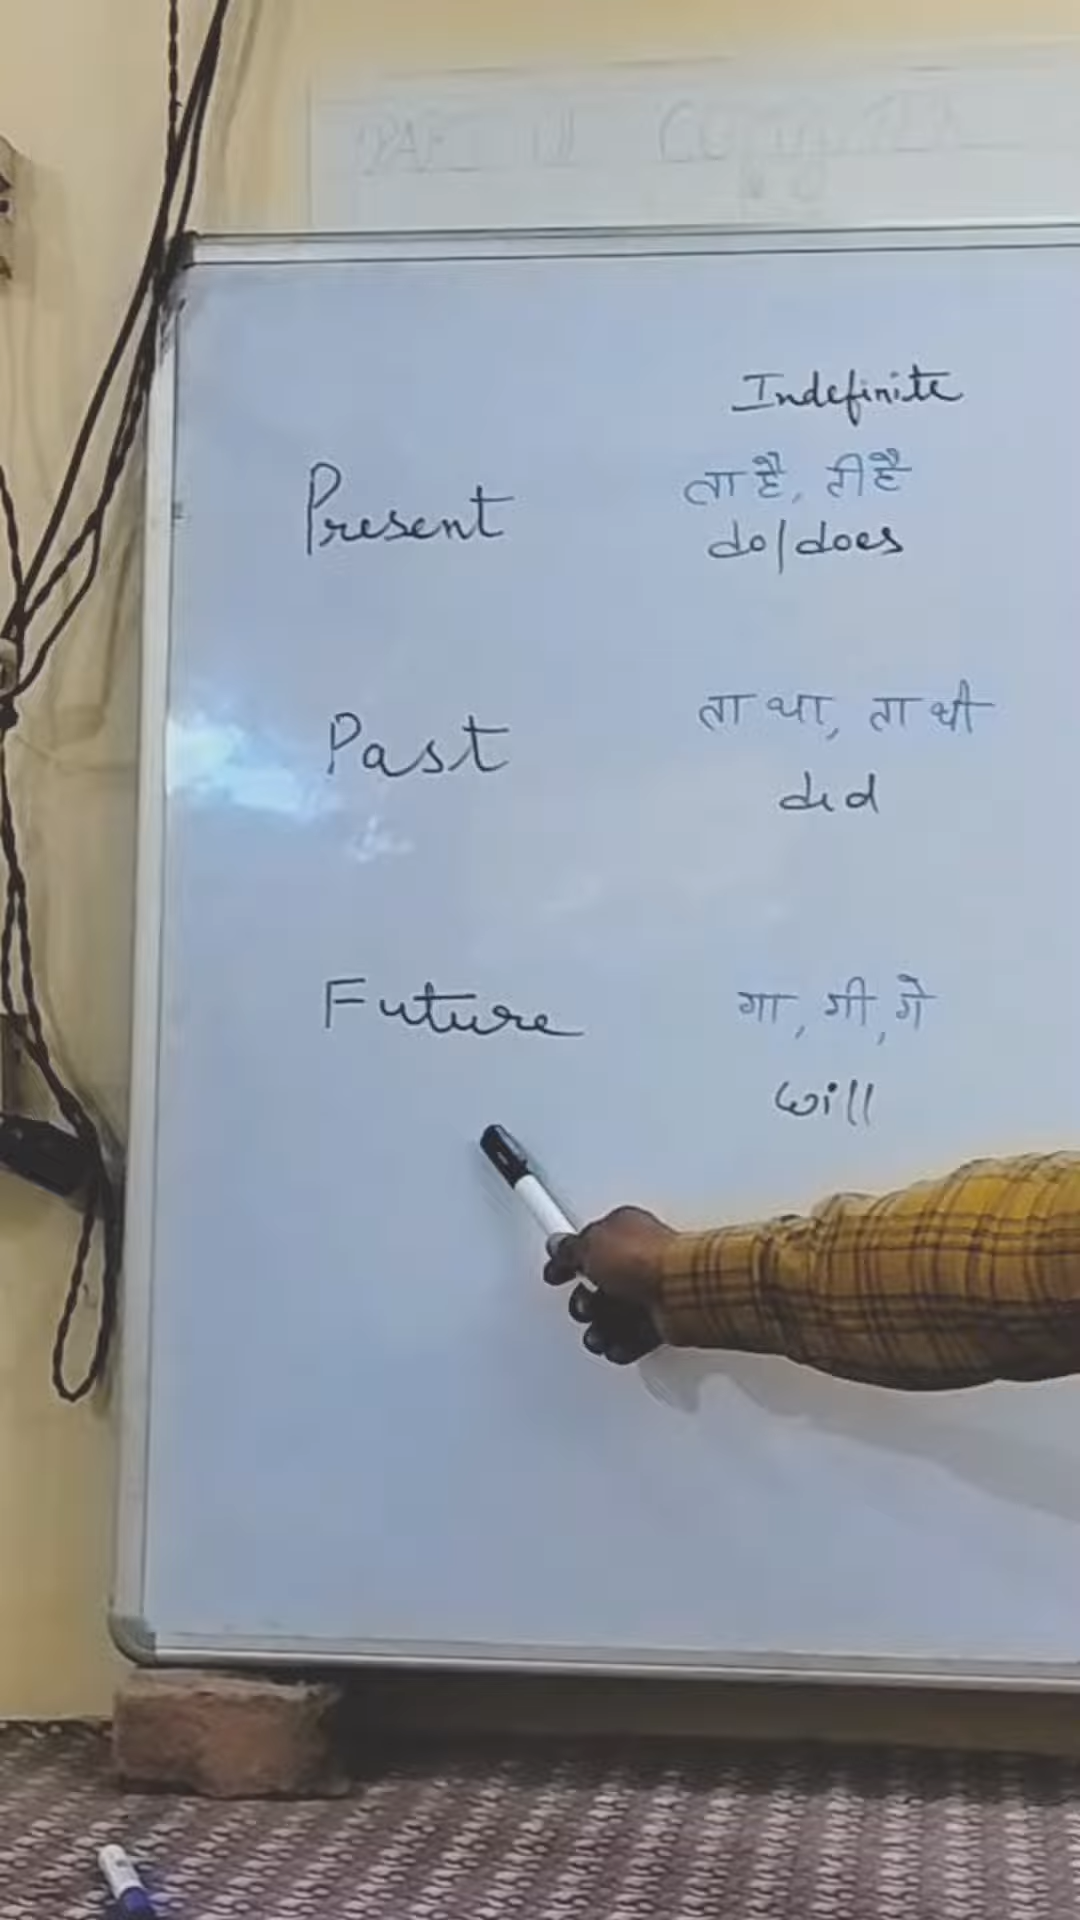 Indefinite
Present
ता है, ती है
do/does
Past
ता था, ता थी
did
Future
गा, गी, गे
will